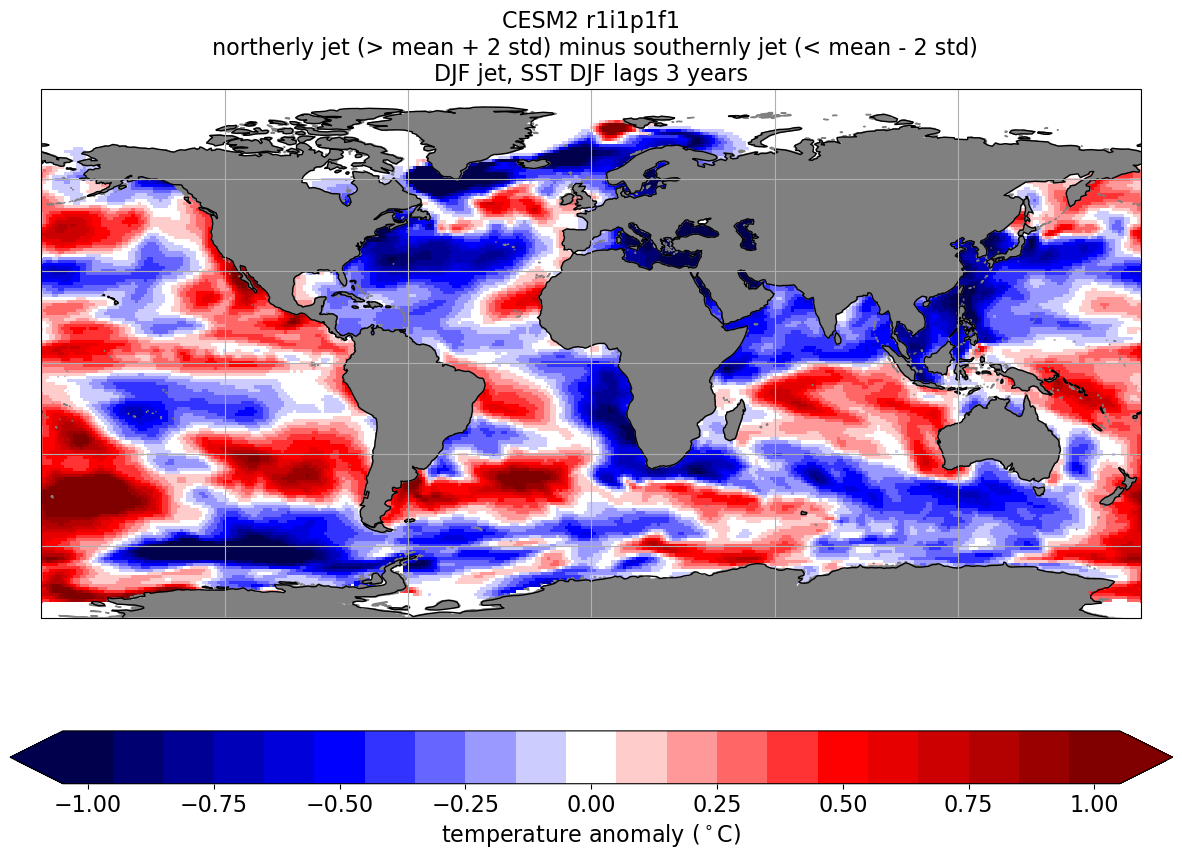 CESM2 r1i1p1f1
northerly jet (> mean + 2 std) minus southernly jet (< mean - 2 std)
DJF jet, SST DJF lags 3 years
−1.00 −0.75 −0.50 −0.25 0.00 0.25 0.50 0.75 1.00
temperature anomaly (°C)